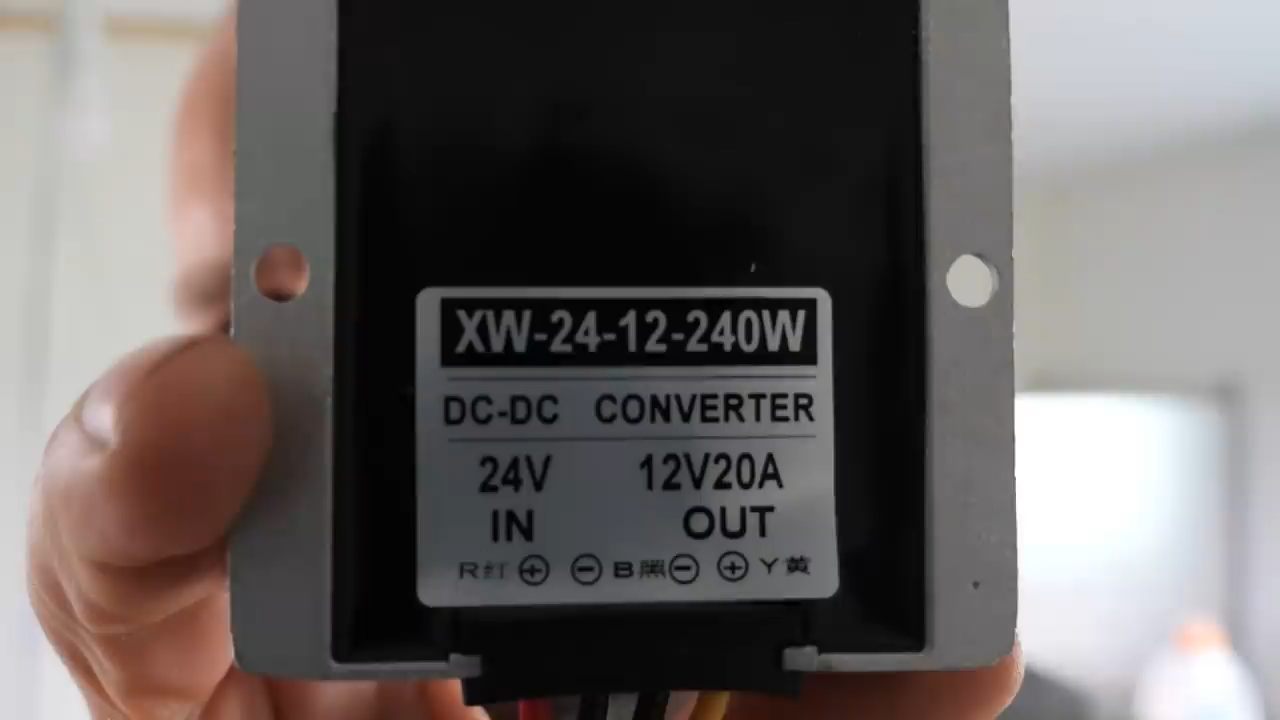 XW-24-12-240W
DC-DC CONVERTER
24V 12V20A
IN OUT
R红⊕ ⊖B黑⊖ ⊕Y黄